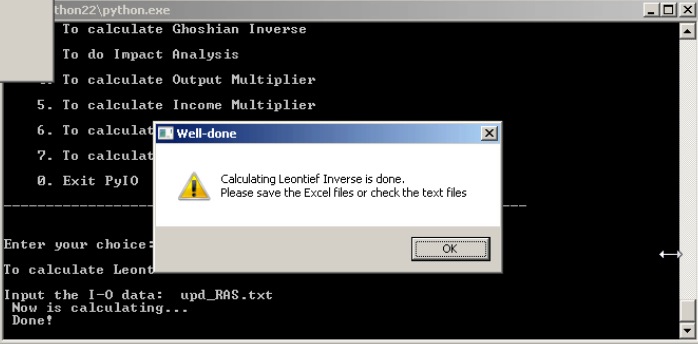 thon22\python.exe
To calculate Ghoshian Inverse
To do Impact Analysis
To calculate Output Multiplier
5. To calculate Income Multiplier
6. To calculat
7. To calculat
0. Exit PyIO
Well-done
Calculating Leontief Inverse is done.
Please save the Excel files or check the text files
OK
Enter your choice:
To calculate Leont
Input the I-O data: upd_RAS.txt
Now is calculating...
Done!